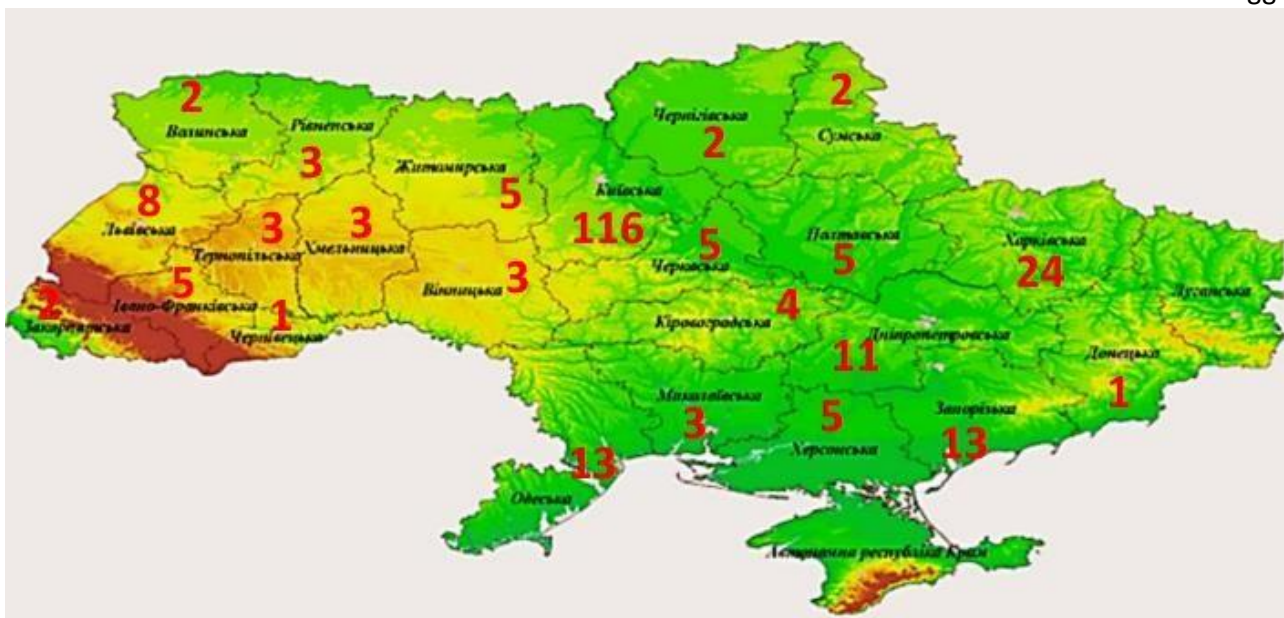 2
Волинська
Рівненська
3
Житомирська
5
Київська
116
Чернігівська
2
2
Сумська
8
Львівська
3
Тернопільська
3
Хмельницька
5
Івано-Франківська
2
Закарпатська
1
Чернівецька
Вінницька
3
5
Черкаська
Полтавська
5
Харківська
24
Луганська
4
Кіровоградська
Дніпропетровська
11
Донецька
1
Миколаївська
3
5
Херсонська
Запорізька
13
13
Одеська
Автономна республіка Крим